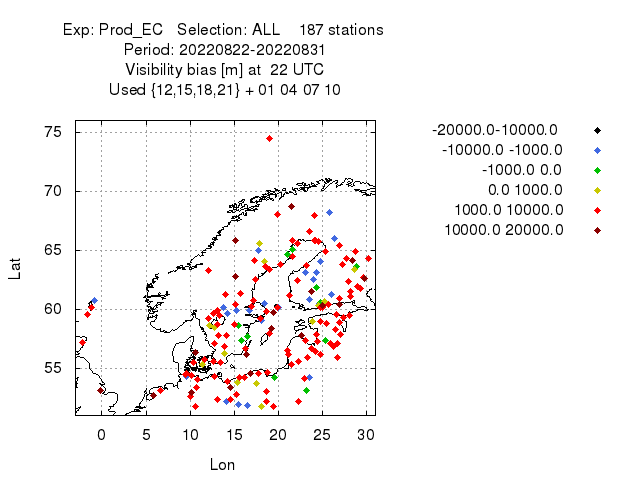 Exp: Prod_EC Selection: ALL 187 stations
Period: 20220822-20220831
Visibility bias [m] at 22 UTC
Used {12,15,18,21} + 01 04 07 10
75
70
65
60
55
0 5 10 15 20 25 30
Lat
Lon
-20000.0-10000.0
-10000.0 -1000.0
-1000.0 0.0
0.0 1000.0
1000.0 10000.0
10000.0 20000.0